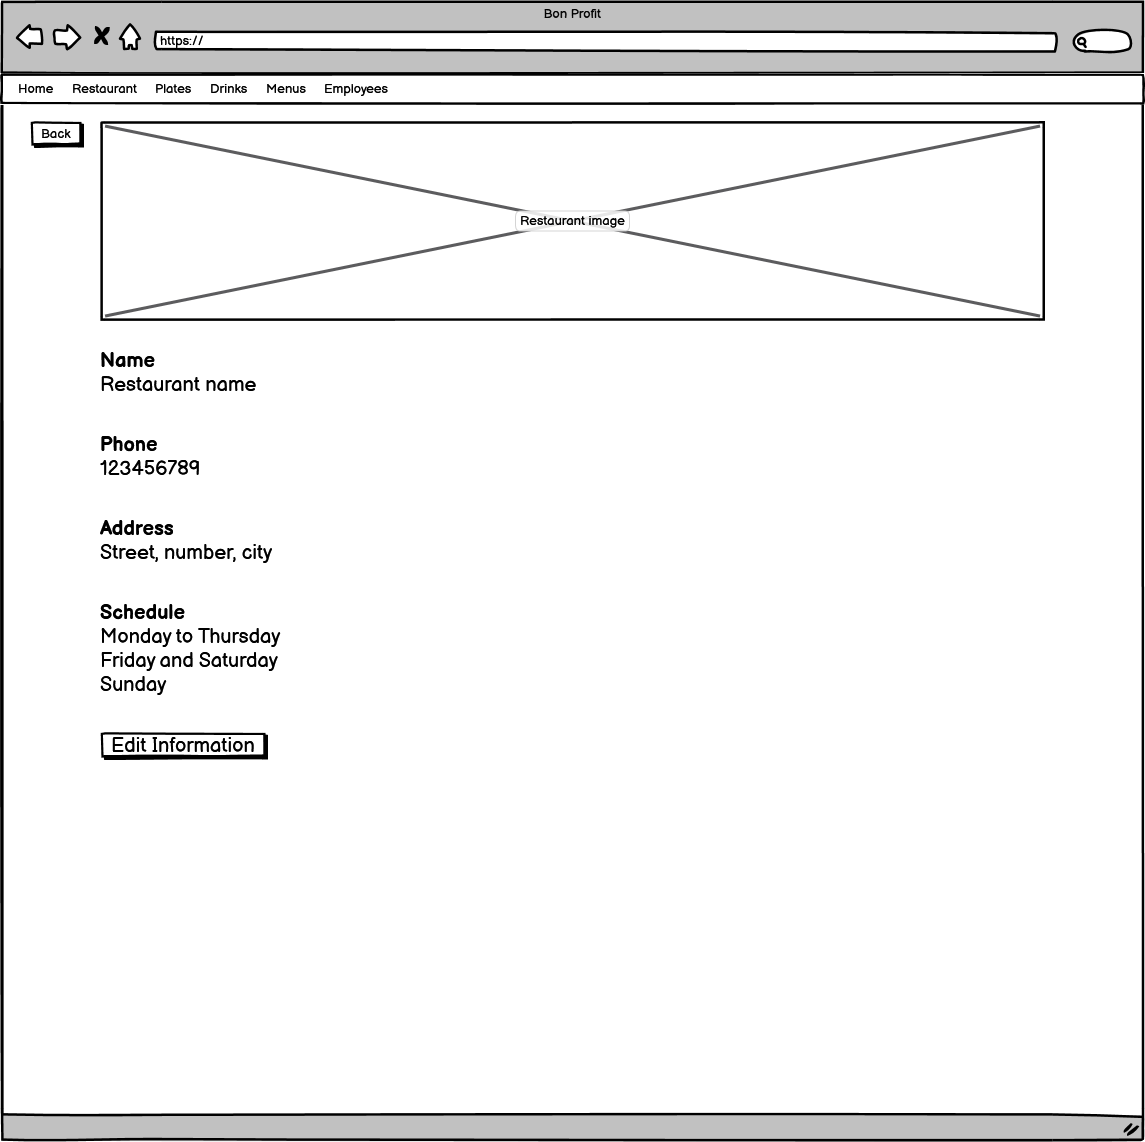 Bon Profit
https://
Home Restaurant Plates Drinks Menus Employees
Back
Restaurant image
Name
Restaurant name
Phone
123456789
Address
Street, number, city
Schedule
Monday to Thursday
Friday and Saturday
Sunday
Edit Information